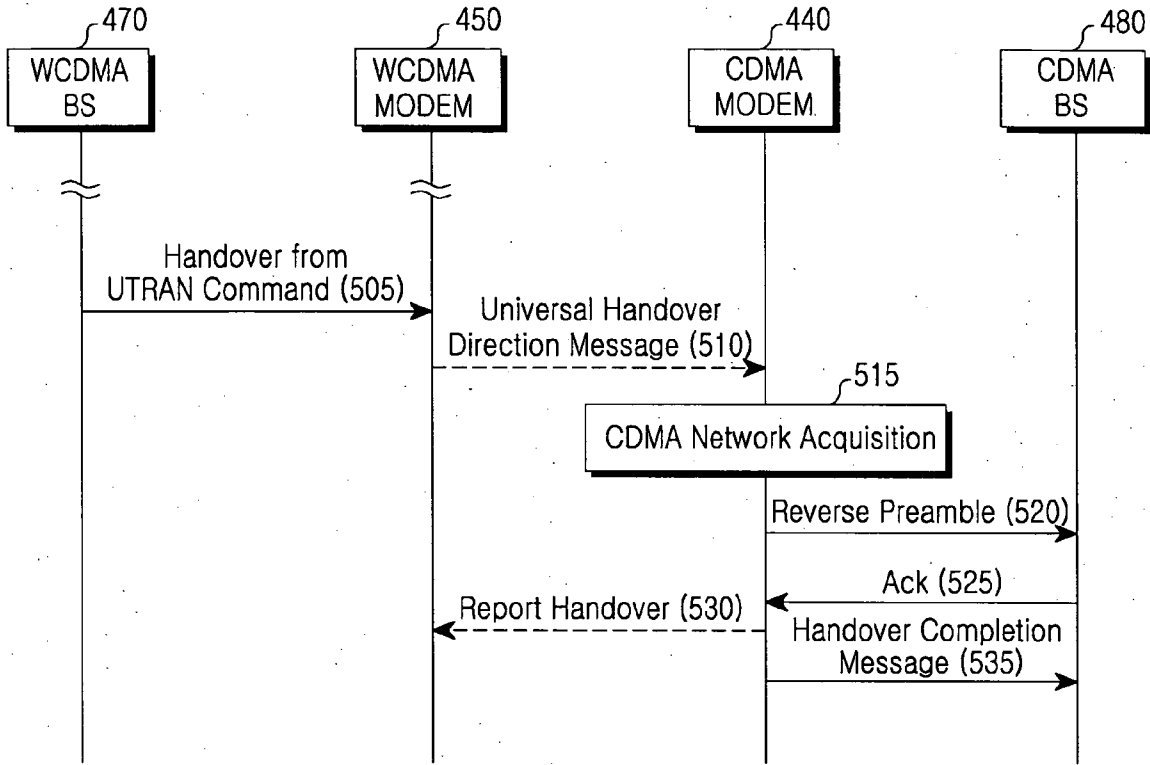 470
450
440
480
WCDMA
BS
WCDMA
MODEM
CDMA
MODEM
CDMA
BS
Handover from
UTRAN Command (505)
Universal Handover
Direction Message (510)
515
CDMA Network Acquisition
Reverse Preamble (520)
Ack (525)
Report Handover (530)
Handover Completion
Message (535)